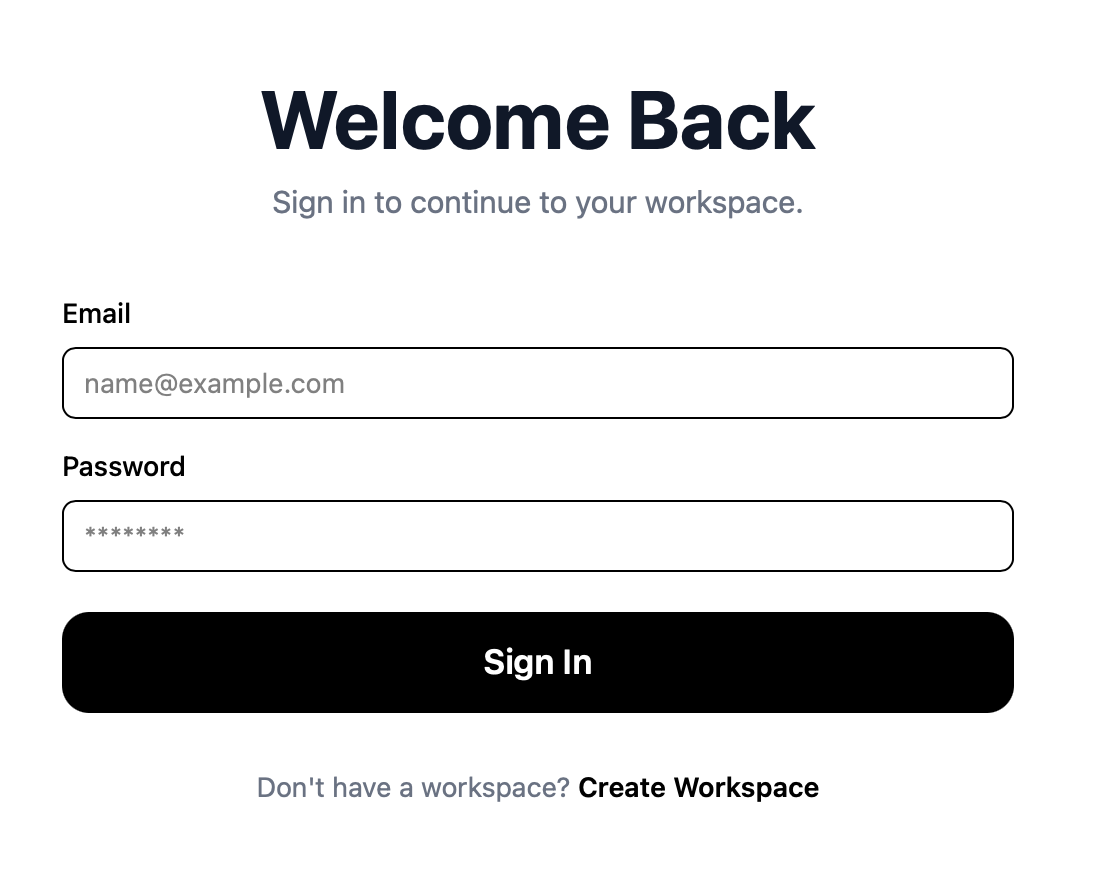 Welcome Back
Sign in to continue to your workspace.
Email
name@example.com
Password
********
Sign In
Don't have a workspace? Create Workspace